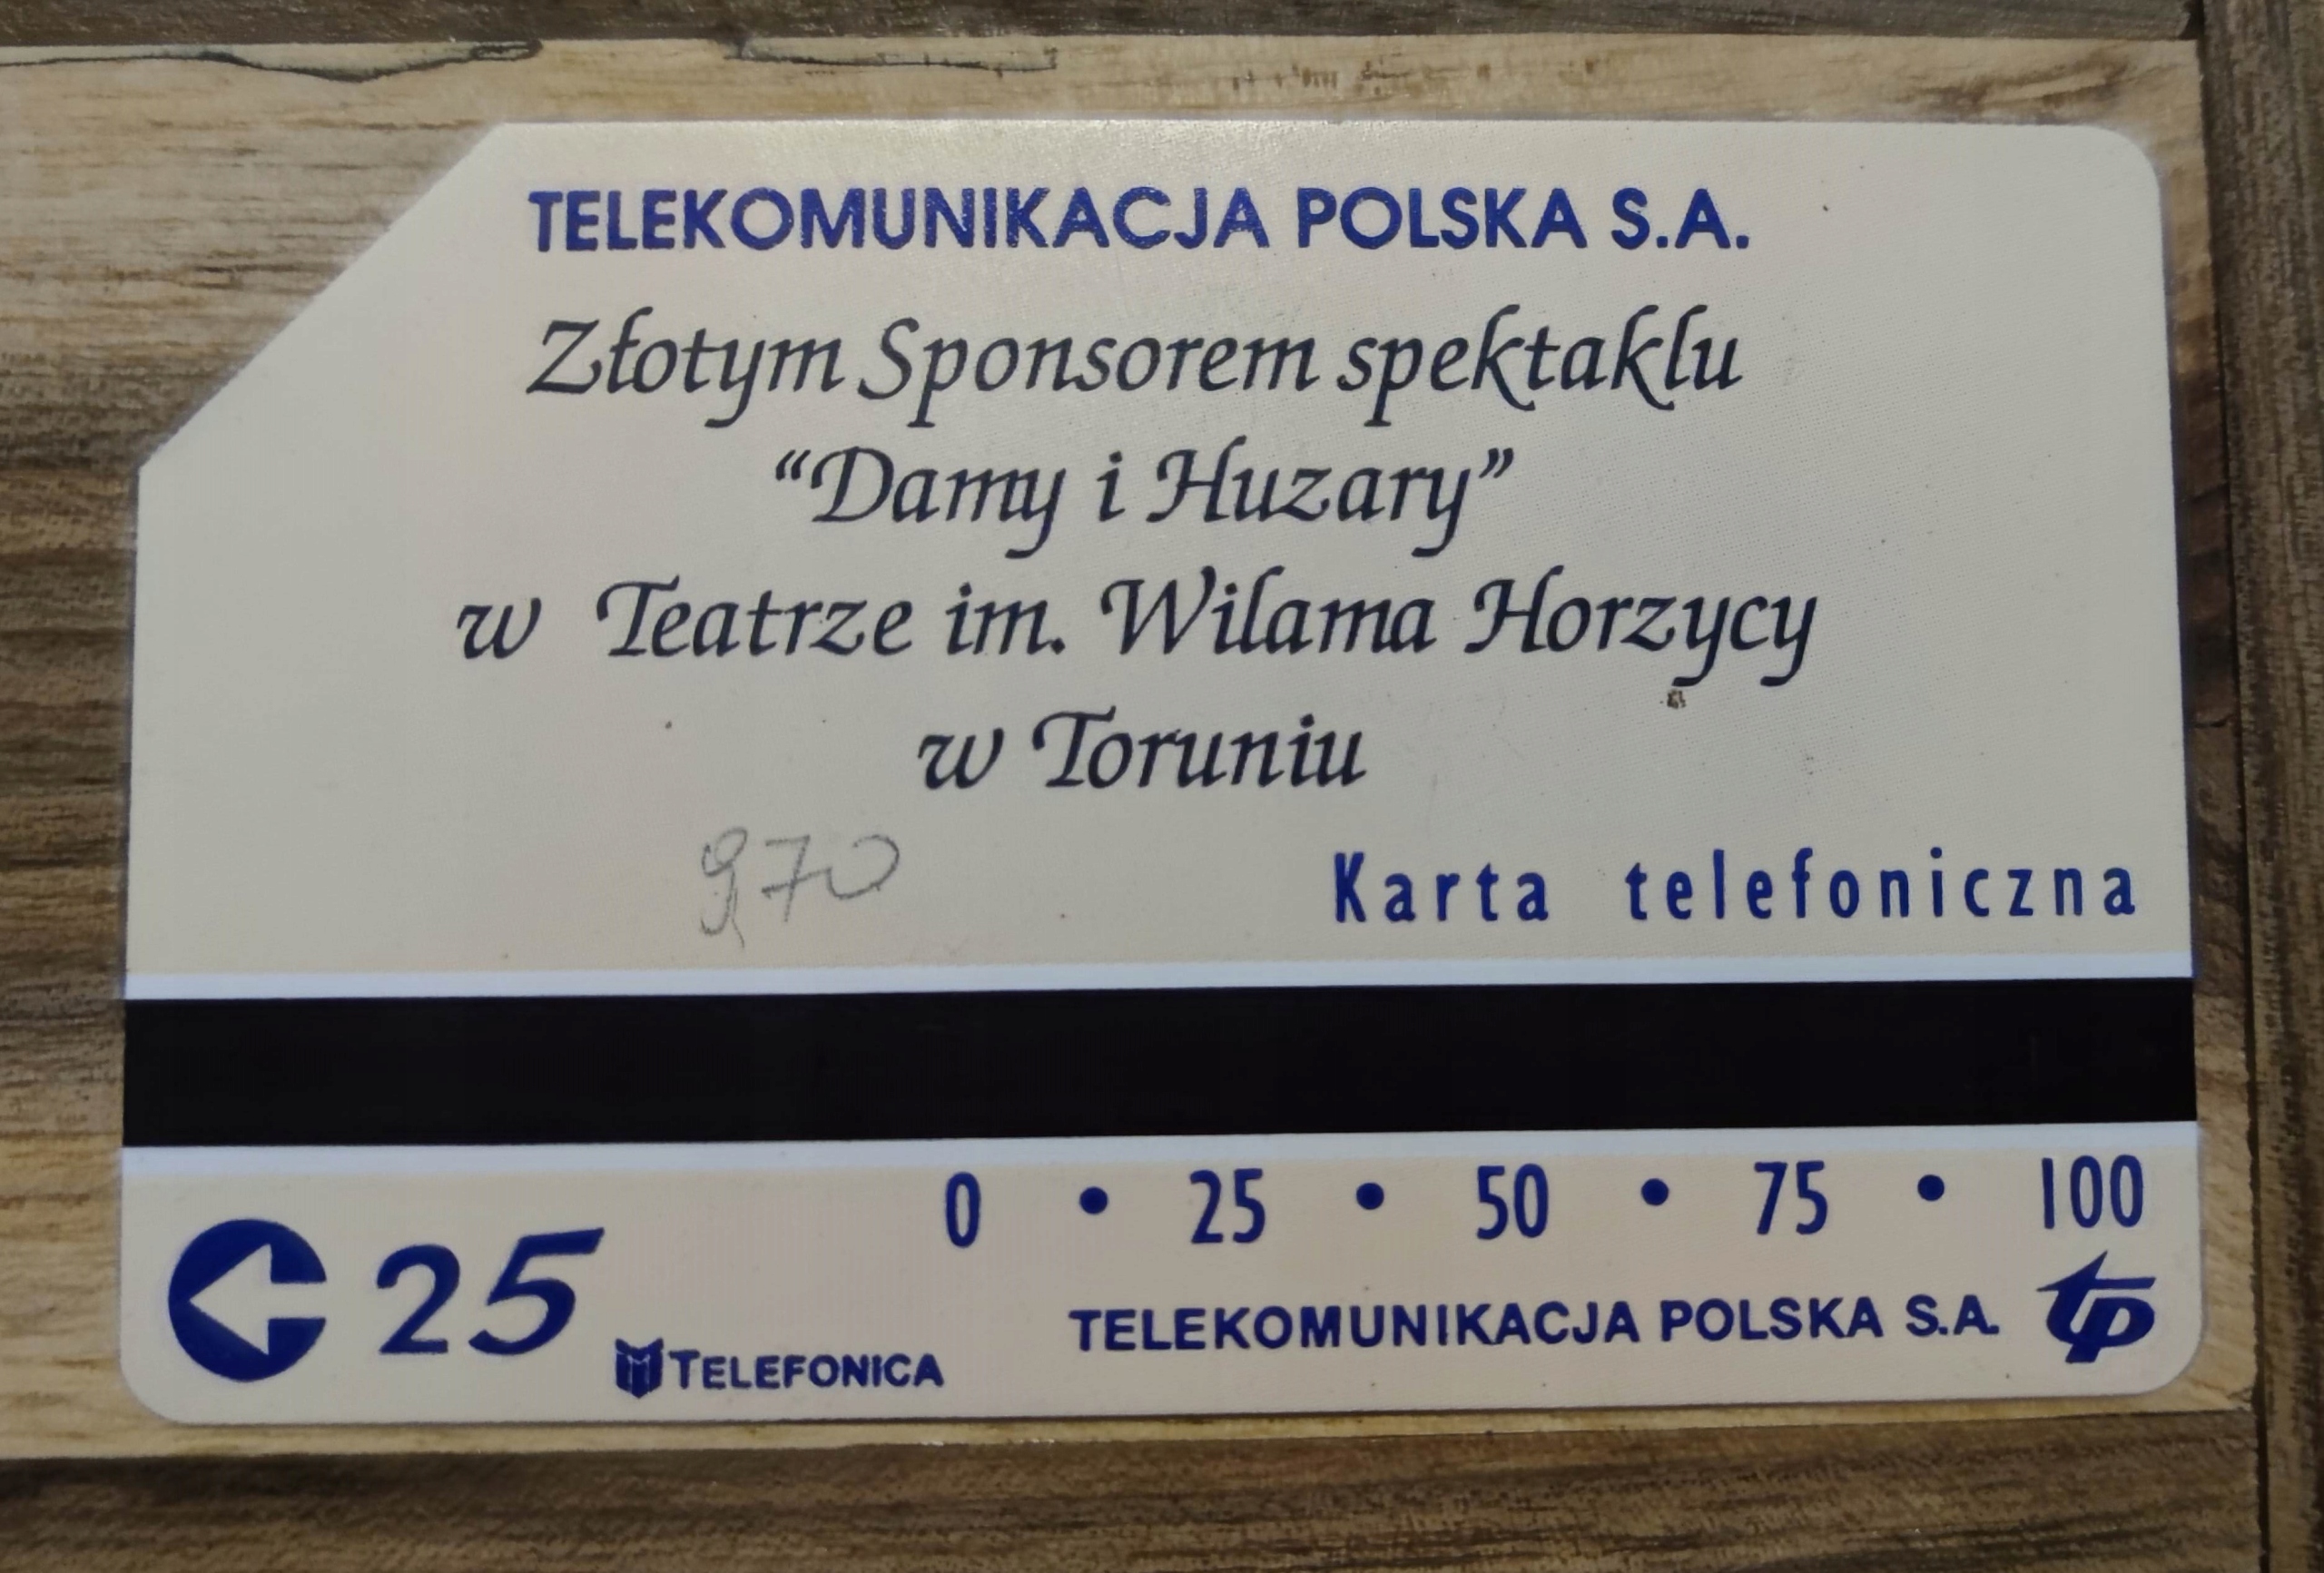 TELEKOMUNIKACJA POLSKA S.A.
Złotym Sponsorem spektaklu
“Damy i Huzary”
w Teatrze im. Wilama Horzycy
w Toruniu
970
Karta telefoniczna
0 • 25 • 50 • 75 • 100
25
TELEFONICA
TELEKOMUNIKACJA POLSKA S.A. tp